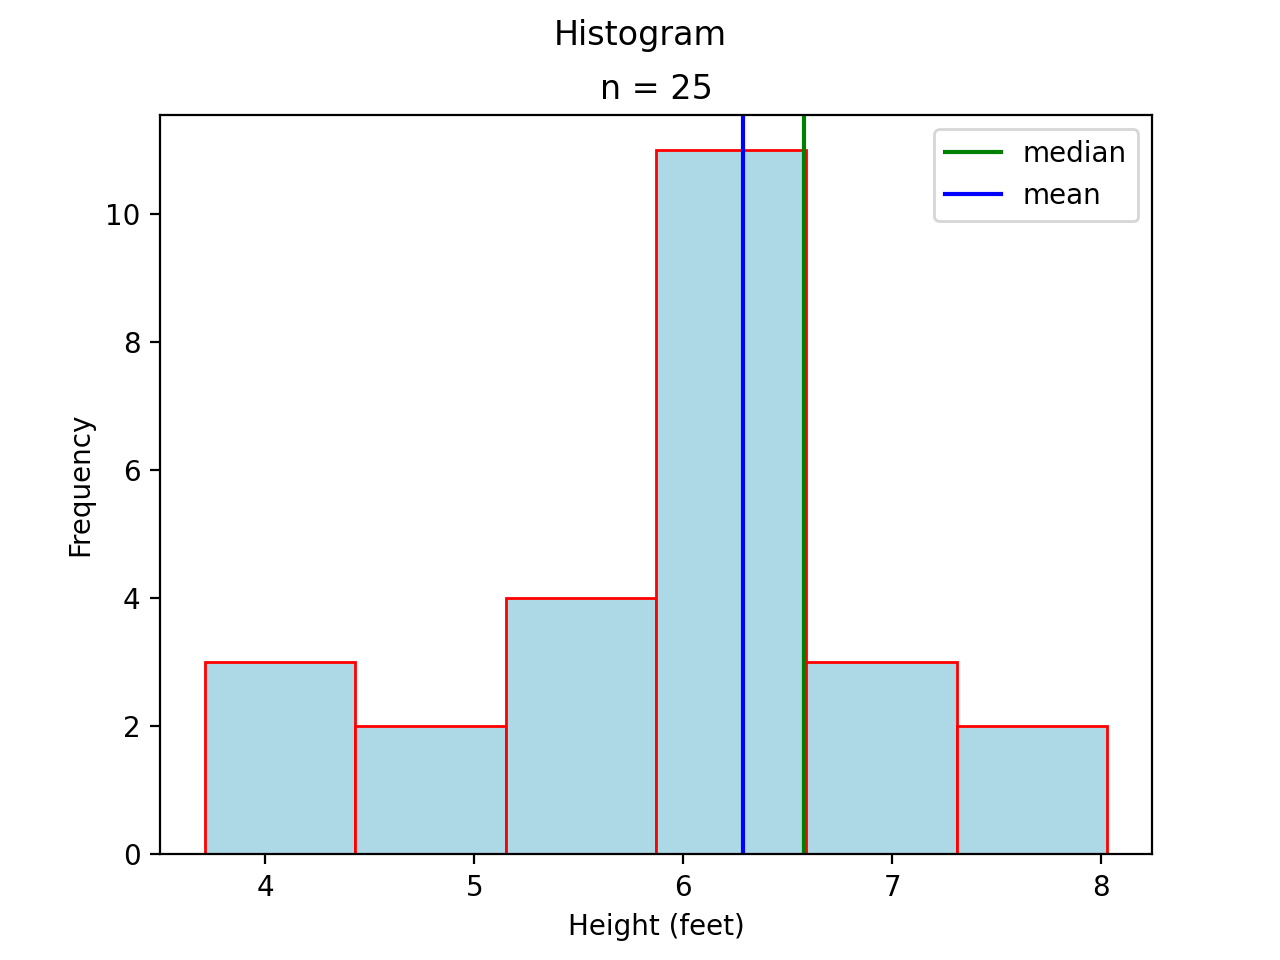 Histogram
n = 25
median
mean
10
8
6
4
2
0
Frequency
4 5 6 7 8
Height (feet)